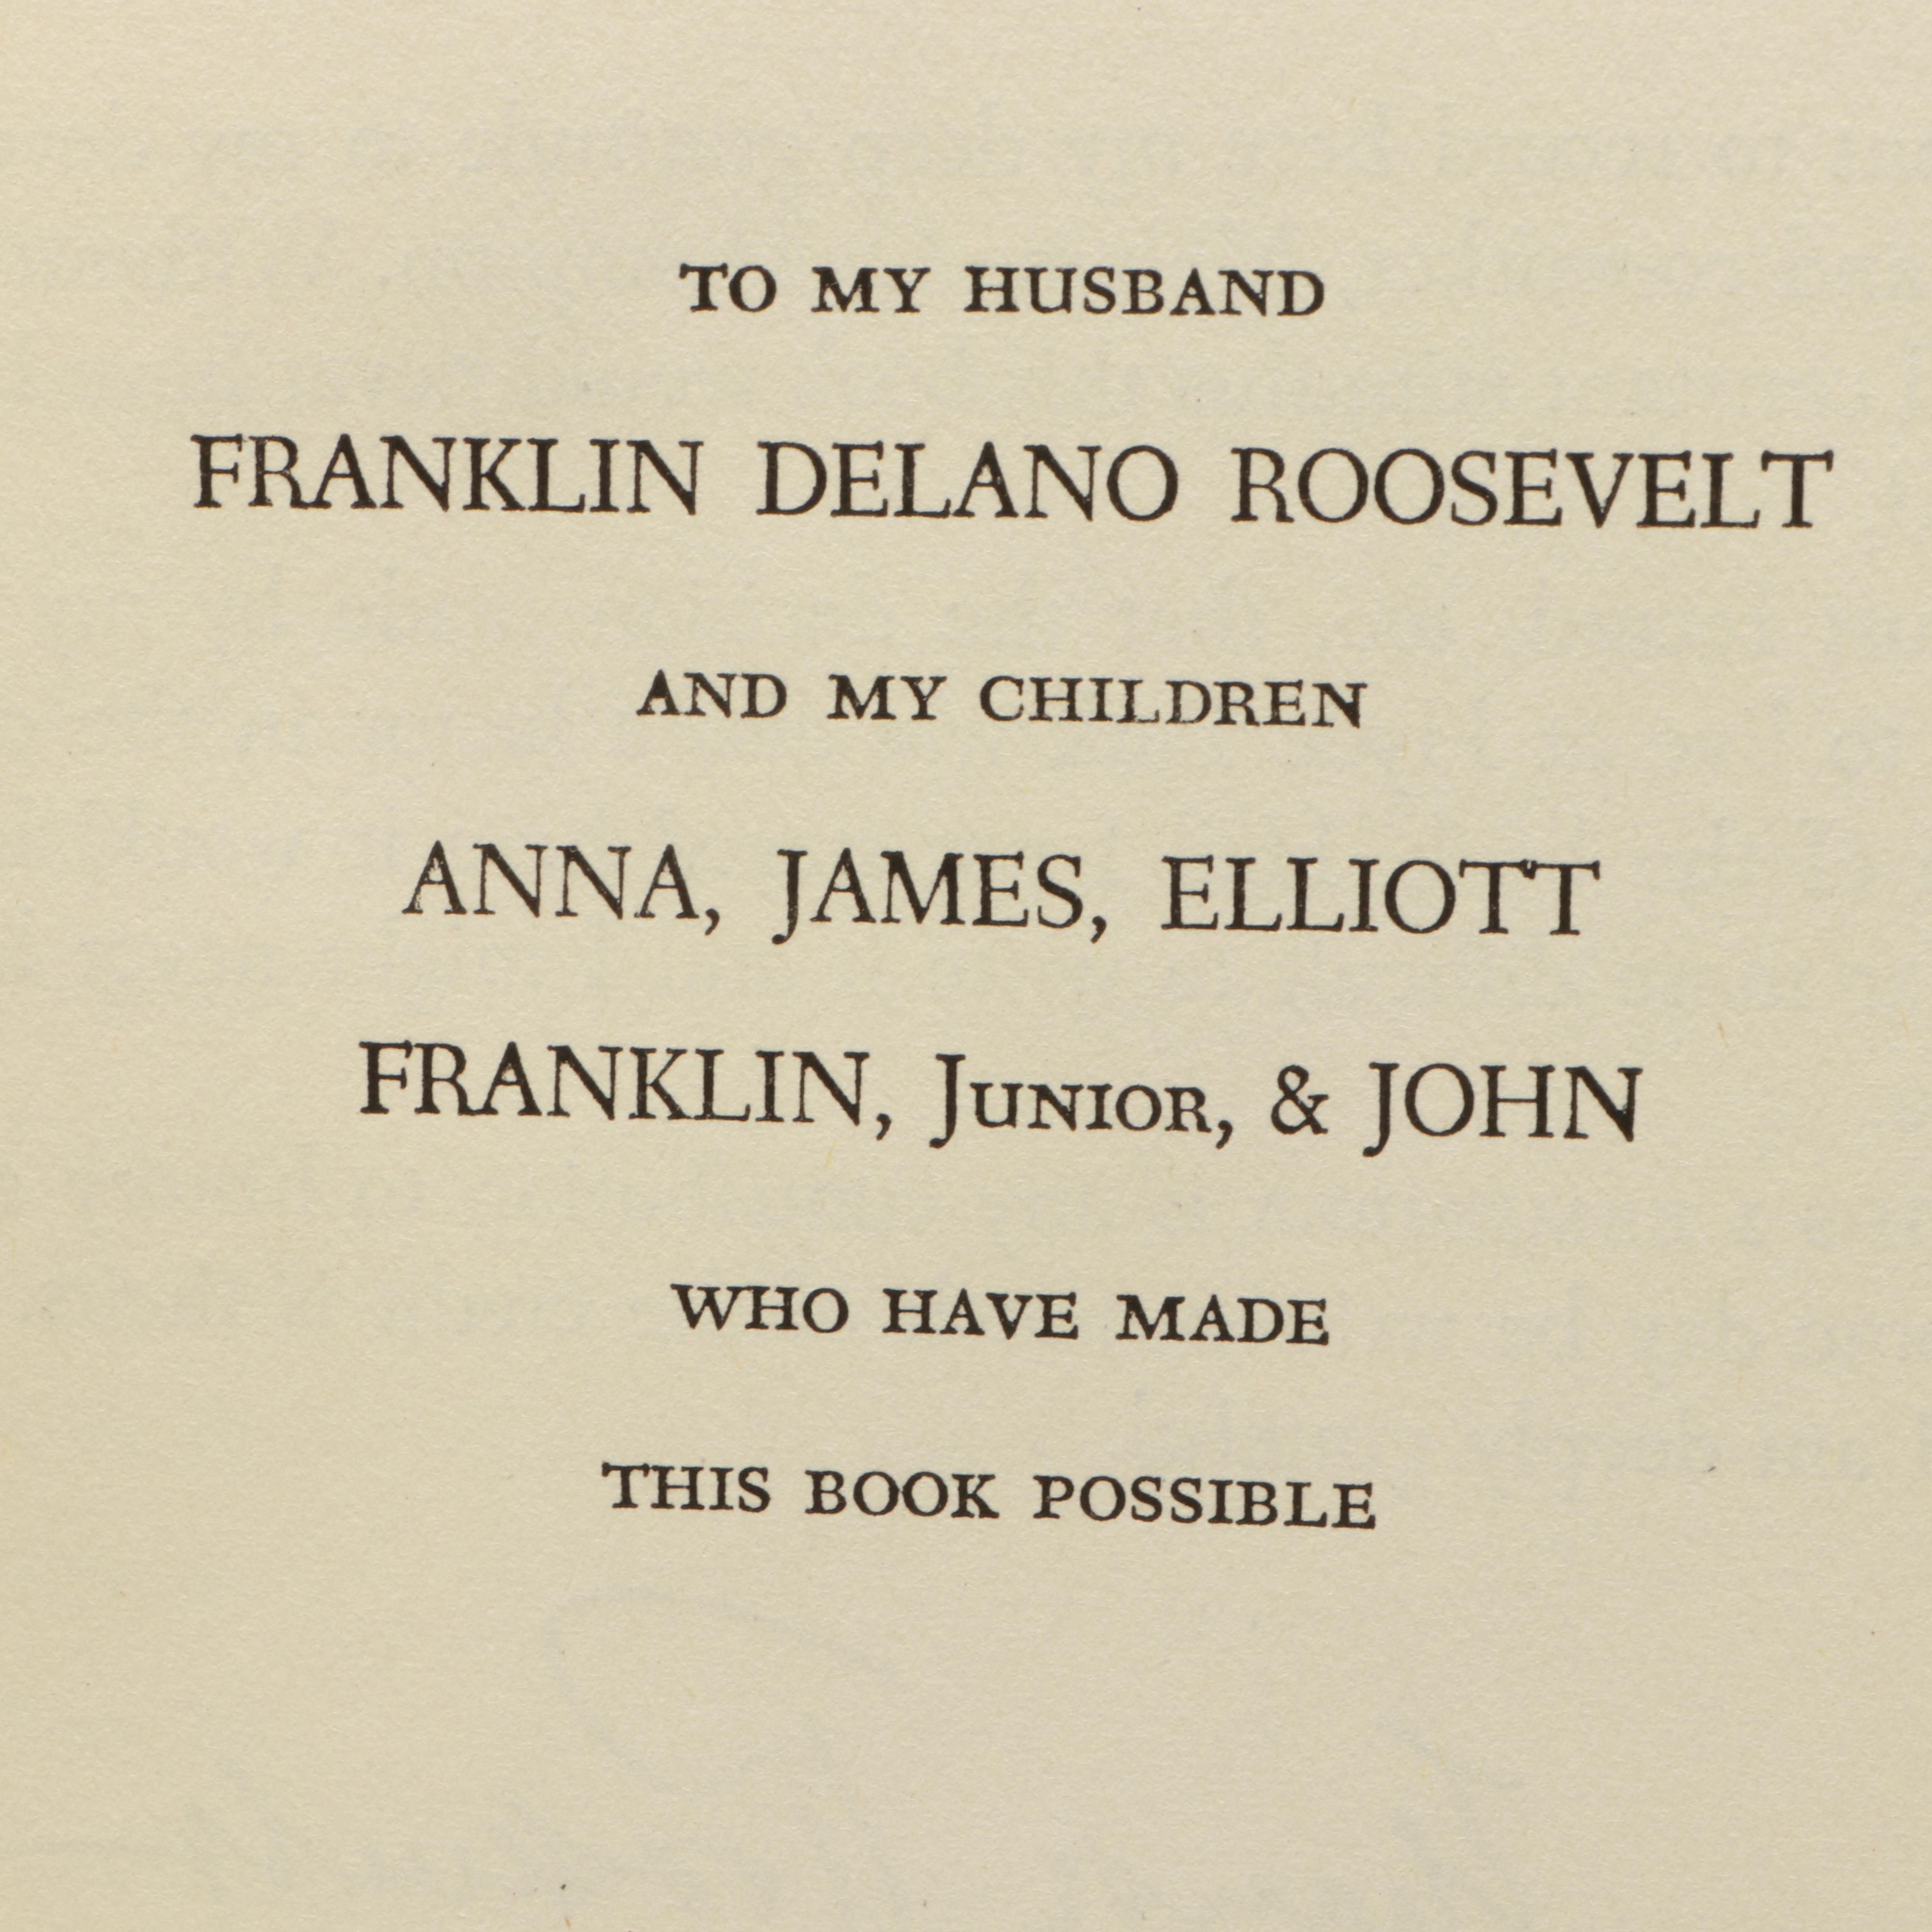 TO MY HUSBAND
FRANKLIN DELANO ROOSEVELT
AND MY CHILDREN
ANNA, JAMES, ELLIOTT
FRANKLIN, JUNIOR, & JOHN
WHO HAVE MADE
THIS BOOK POSSIBLE